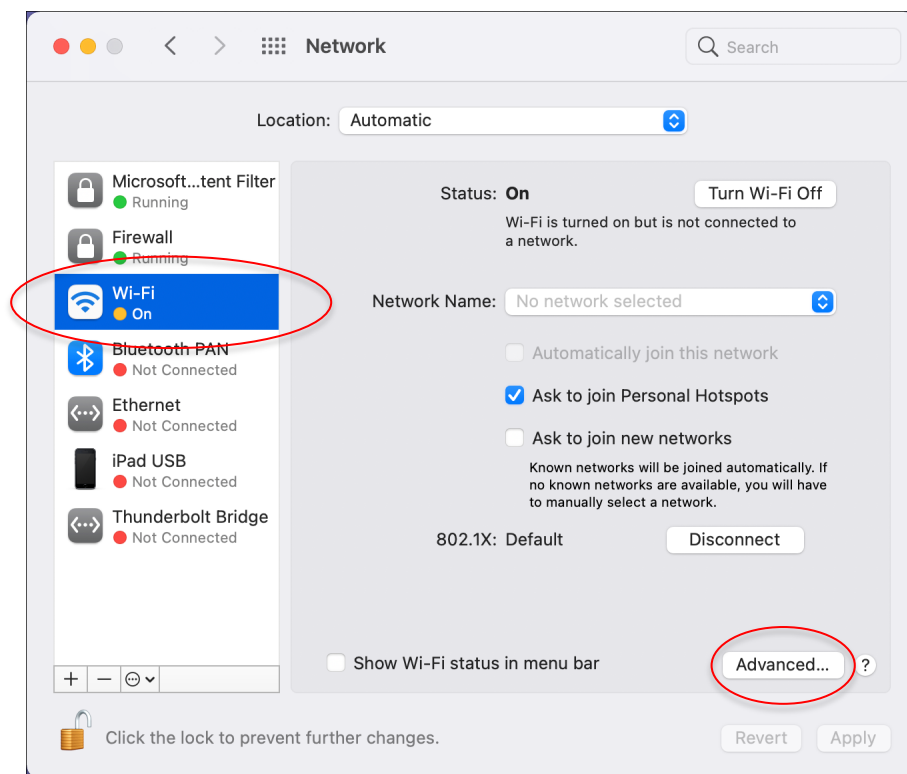 Network
Search
Location: Automatic
Microsoft...tent Filter
Running
Firewall
Running
Wi-Fi
On
Bluetooth PAN
Not Connected
Ethernet
Not Connected
iPad USB
Not Connected
Thunderbolt Bridge
Not Connected
Status: On
Turn Wi-Fi Off
Wi-Fi is turned on but is not connected to
a network.
Network Name: No network selected
Automatically join this network
Ask to join Personal Hotspots
Ask to join new networks
Known networks will be joined automatically. If
no known networks are available, you will have
to manually select a network.
802.1X: Default
Disconnect
Show Wi-Fi status in menu bar
Advanced...
?
Click the lock to prevent further changes.
Revert
Apply